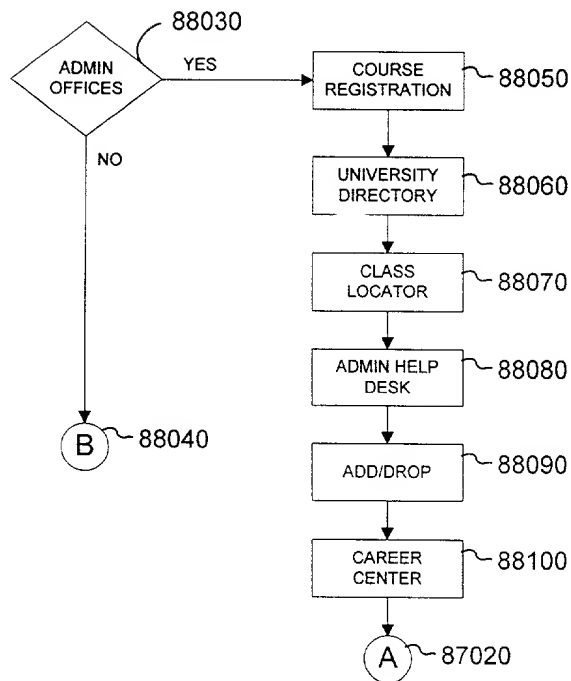 88030
ADMIN
OFFICES
YES
NO
COURSE
REGISTRATION
88050
UNIVERSITY
DIRECTORY
88060
CLASS
LOCATOR
88070
ADMIN HELP
DESK
88080
B
88040
ADD/DROP
88090
CAREER
CENTER
88100
A
87020